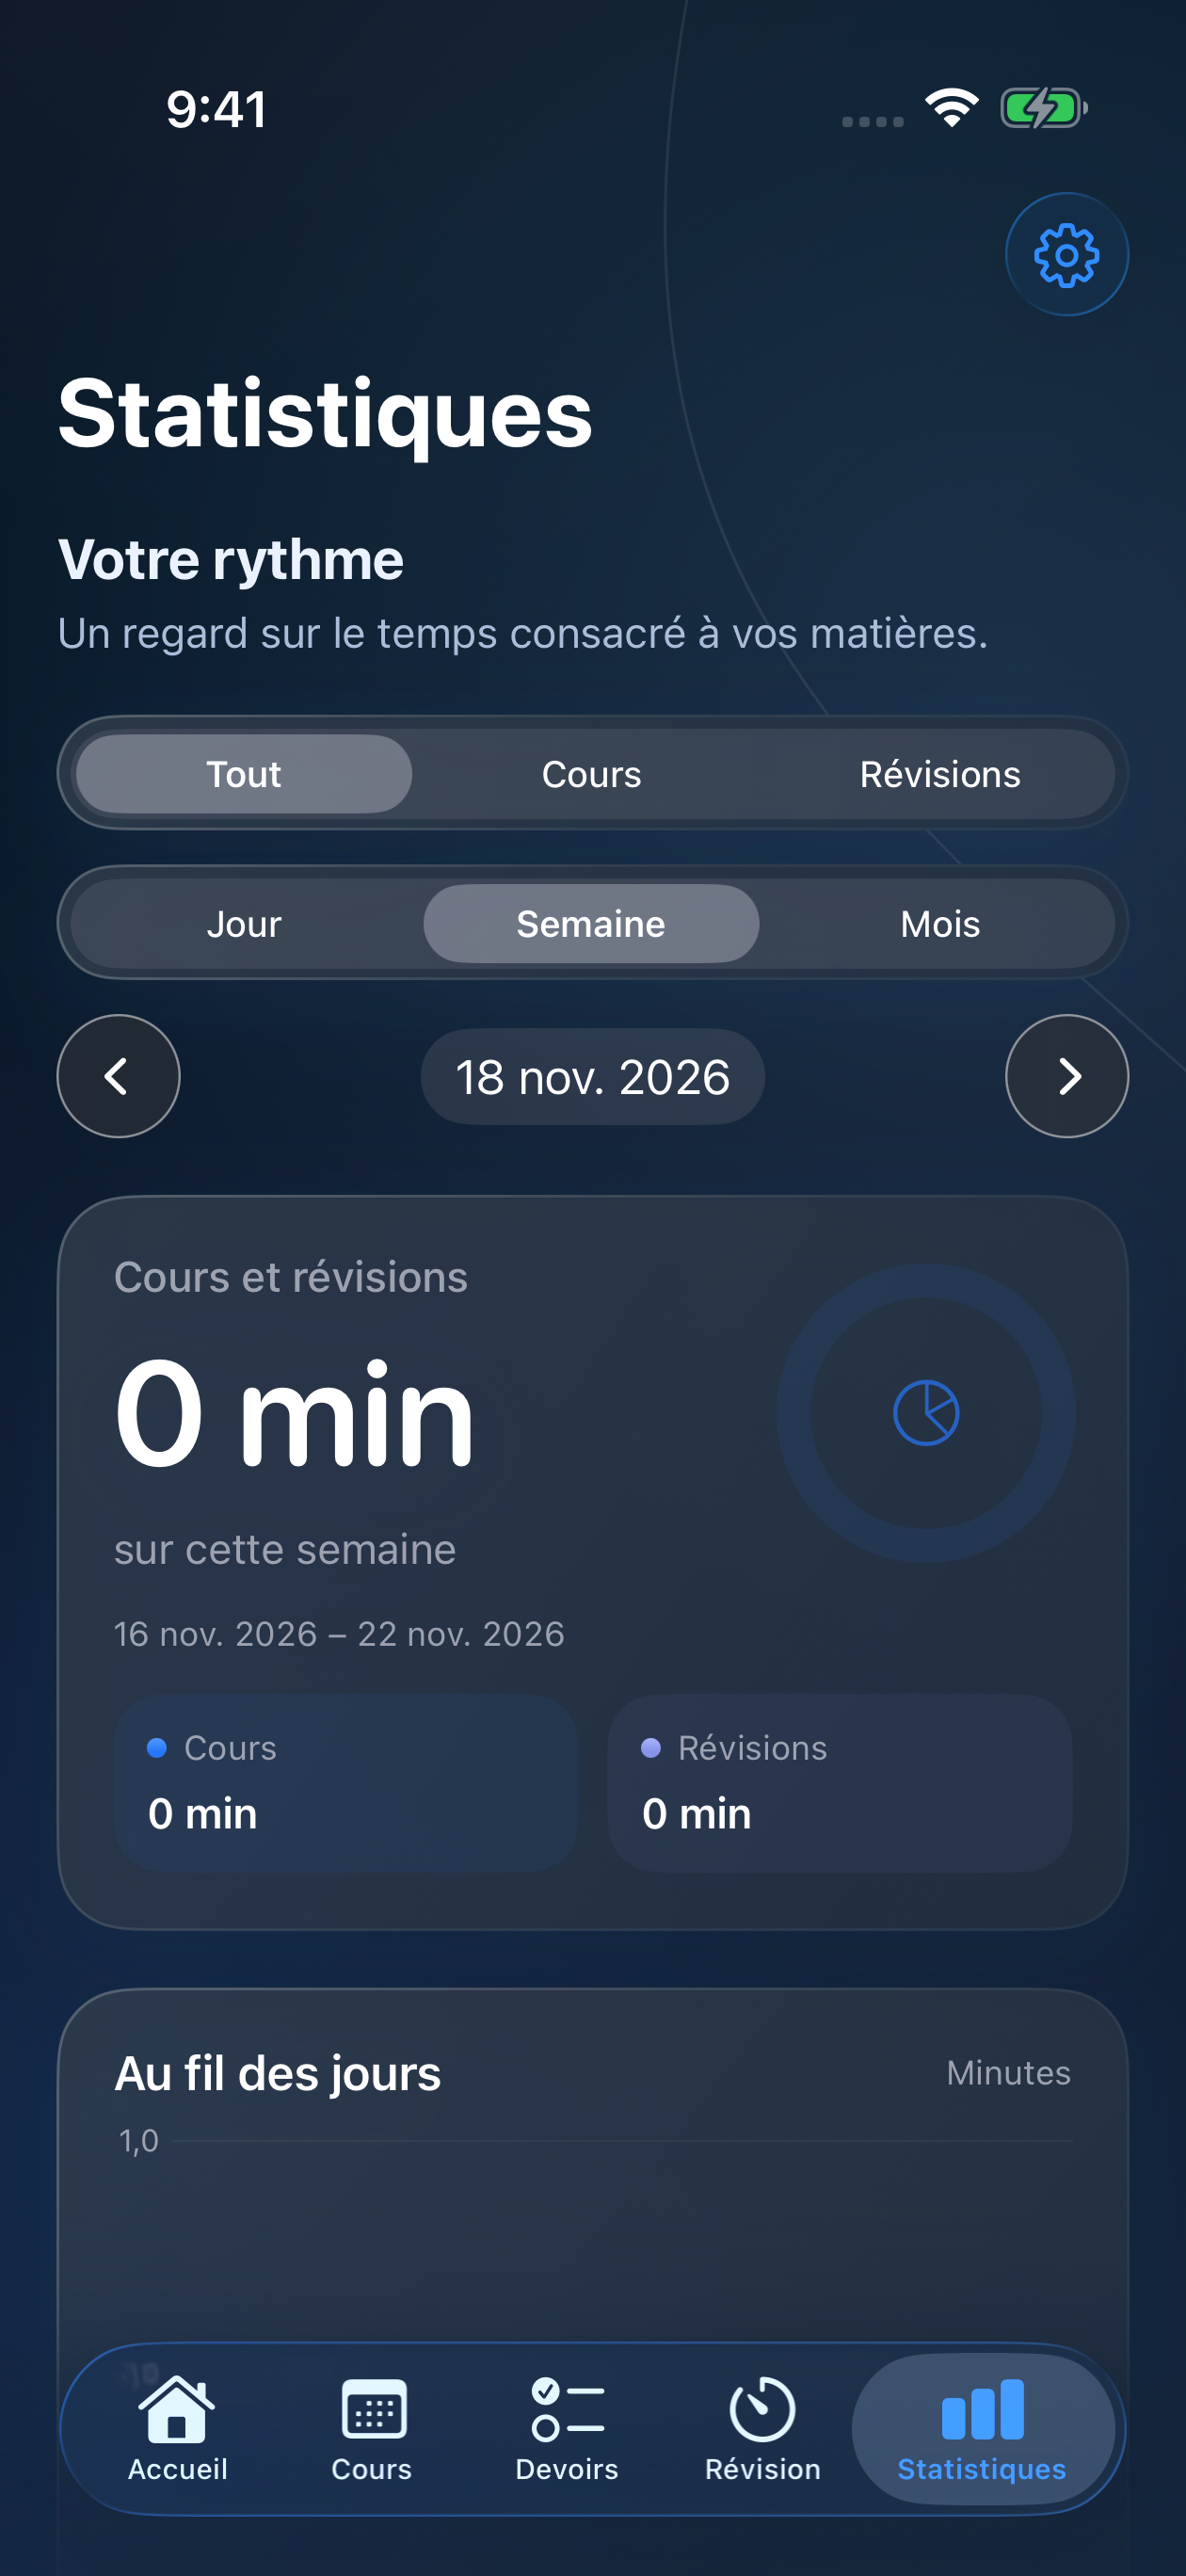 9:41
Statistiques
Votre rythme
Un regard sur le temps consacré à vos matières.
Tout Cours Révisions
Jour Semaine Mois
18 nov. 2026
Cours et révisions
0 min
sur cette semaine
16 nov. 2026 – 22 nov. 2026
Cours Révisions
0 min 0 min
Au fil des jours Minutes
1,0
Accueil Cours Devoirs Révision Statistiques